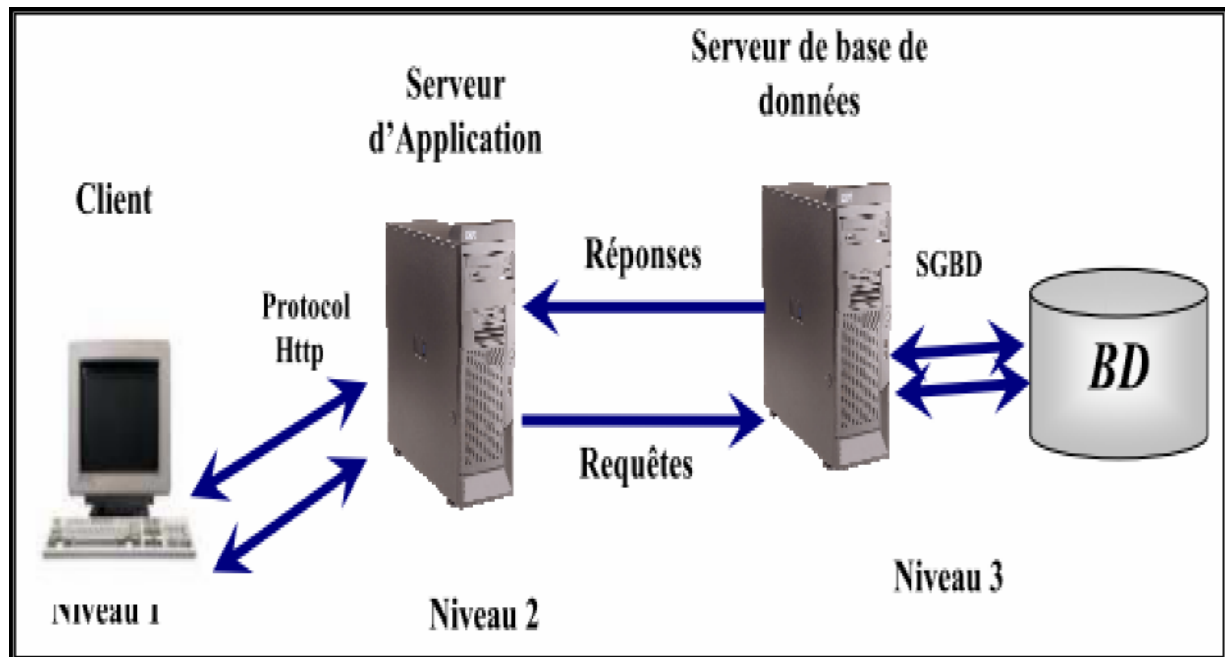 Serveur de base de
données
Serveur
d'Application
Client
Réponses
SGBD
Protocol
Http
BD
Requêtes
Niveau 3
Niveau 1
Niveau 2